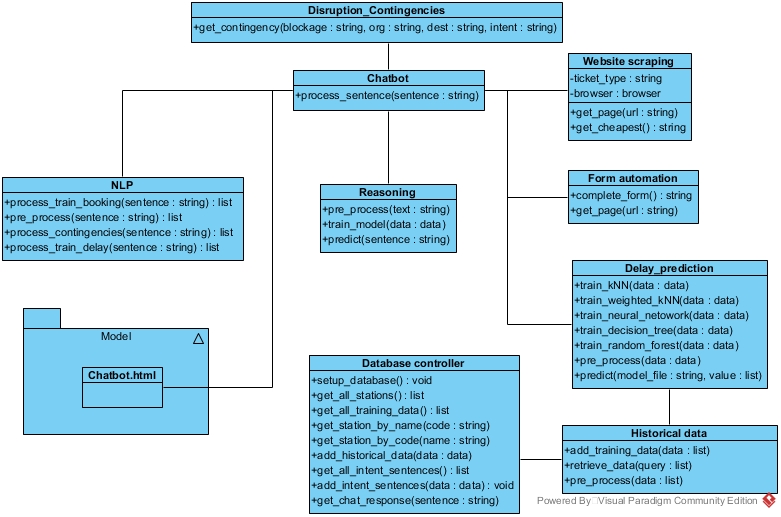 Disruption_Contingencies
+get_contingency(blockage : string, org : string, dest : string, intent : string)
Chatbot
+process_sentence(sentence : string)
Website scraping
-ticket_type : string
-browser : browser
+get_page(url : string)
+get_cheapest() : string
NLP
+process_train_booking(sentence : string) : list
+pre_process(sentence : string) : list
+process_contingencies(sentence : string) : list
+process_train_delay(sentence : string) : list
Reasoning
+pre_process(text : string)
+train_model(data : data)
+predict(sentence : string)
Form automation
+complete_form() : string
+get_page(url : string)
Delay_prediction
+train_kNN(data : data)
+train_weighted_kNN(data : data)
+train_neural_netowork(data : data)
+train_decision_tree(data : data)
+train_random_forest(data : data)
+pre_process(data : data)
+predict(model_file : string, value : list)
Model
Chatbot.html
Database controller
+setup_database() : void
+get_all_stations() : list
+get_all_training_data() : list
+get_station_by_name(code : string)
+get_station_by_code(name : string)
+add_historical_data(data : data)
+get_all_intent_sentences() : list
+add_intent_sentences(data : data) : void
+get_chat_response(sentence : string)
Historical data
+add_training_data(data : list)
+retrieve_data(query : list)
+pre_process(data : list)
Powered By Visual Paradigm Community Edition